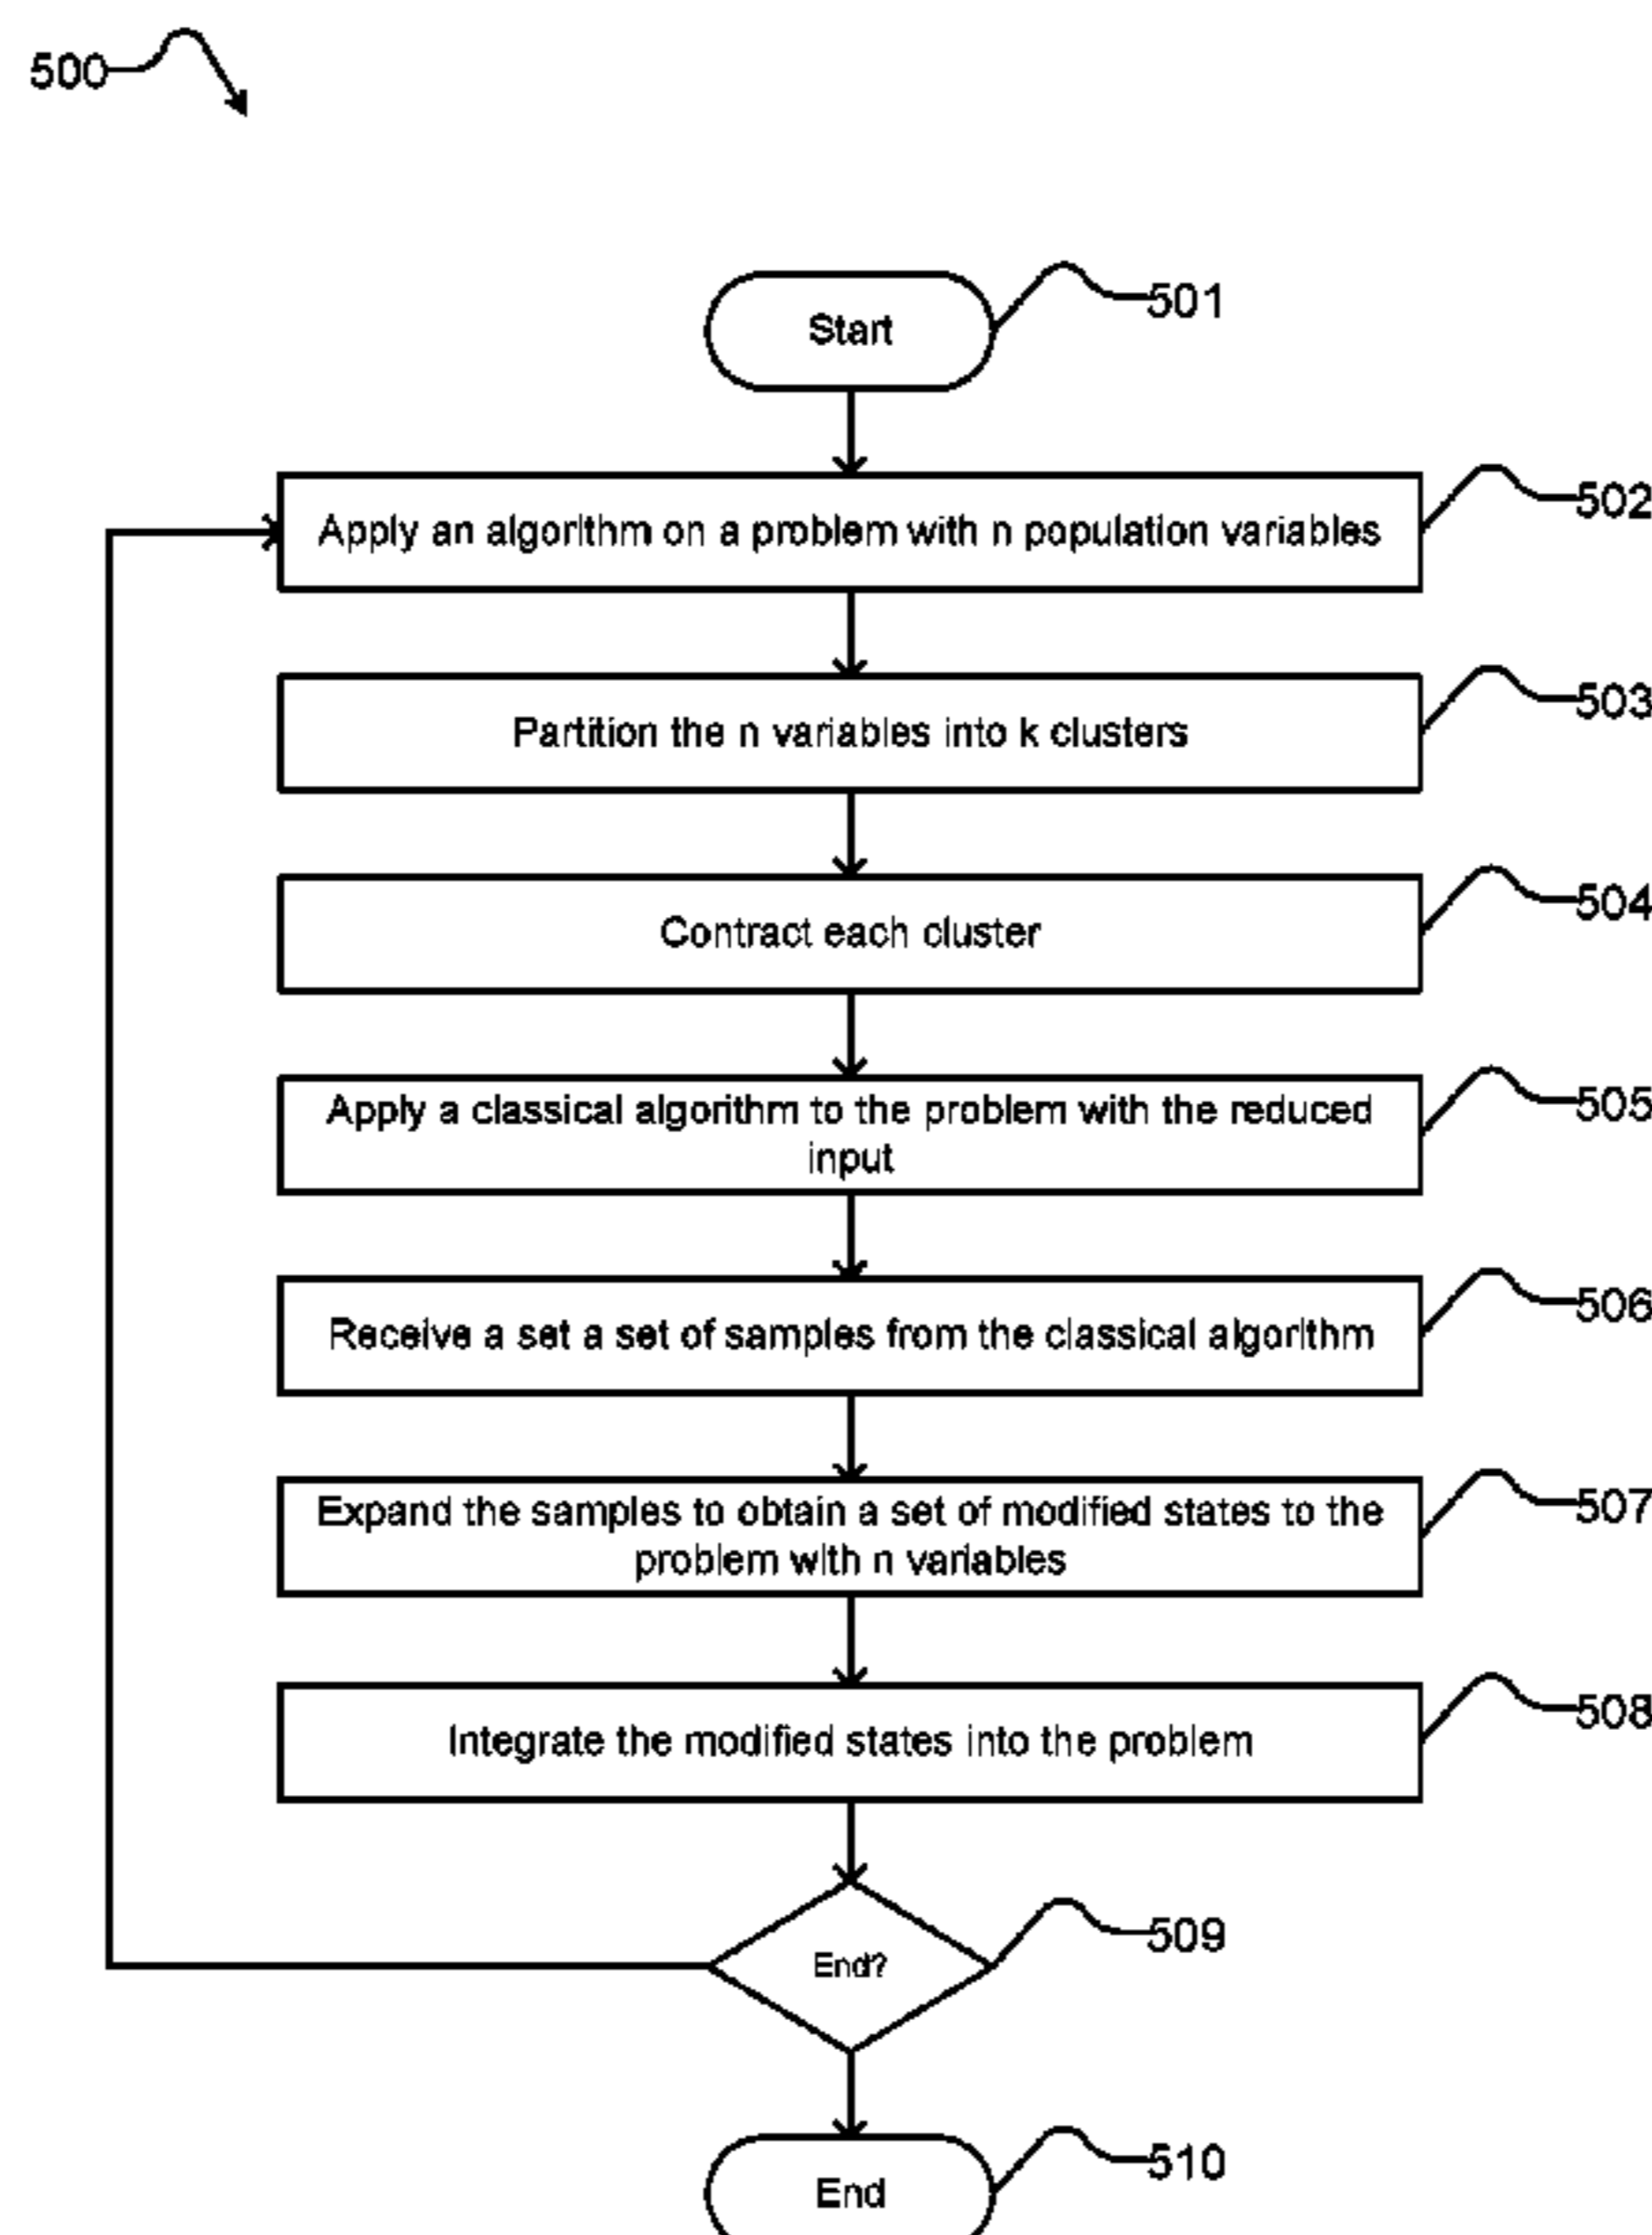 500
Start
501
Apply an algorithm on a problem with n population variables
502
Partition the n variables into k clusters
503
Contract each cluster
504
Apply a classical algorithm to the problem with the reduced
input
505
Receive a set a set of samples from the classical algorithm
506
Expand the samples to obtain a set of modified states to the
problem with n variables
507
Integrate the modified states into the problem
508
End?
509
End
510